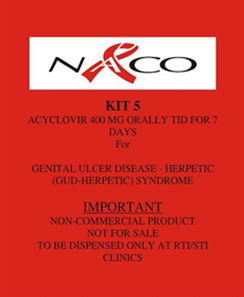 NACO
KIT 5
ACYCLOVIR 400 MG ORALLY TID FOR 7
DAYS
For
GENITAL ULCER DISEASE - HERPETIC
(GUD-HERPETIC) SYNDROME
IMPORTANT
NON-COMMERCIAL PRODUCT
NOT FOR SALE
TO BE DISPENSED ONLY AT RTI/STI
CLINICS